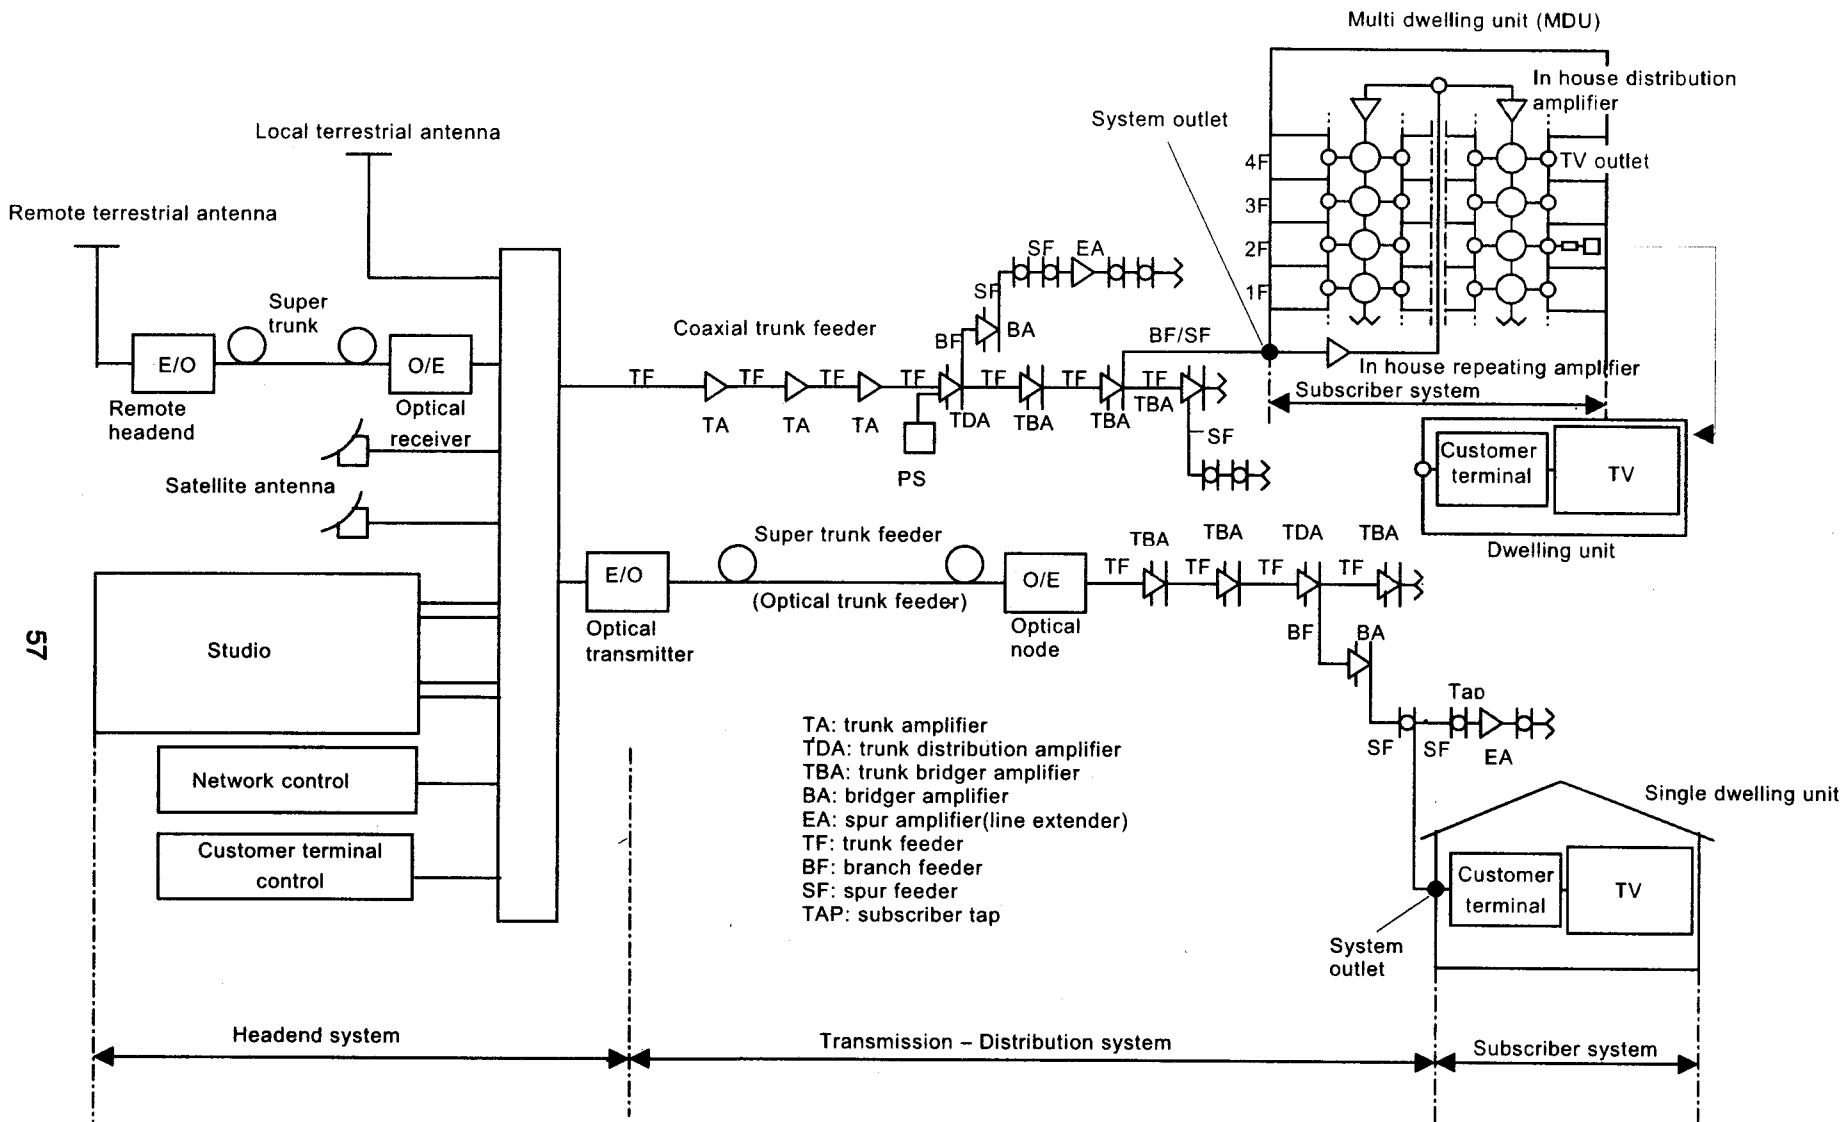 Multi dwelling unit (MDU)
In house distribution
amplifier
System outlet
Local terrestrial antenna
4F
TV outlet
3F
Remote terrestrial antenna
SF
EA
2F
Super
trunk
SF
1F
Coaxial trunk feeder
BF
BA
BF/SF
E/O
O/E
TF
TF
TF
TF
TF
TF
TF
In house repeating amplifier
Subscriber system
Remote
headend
Optical
receiver
TA
TA
TA
TDA
TBA
TBA
TBA
SF
PS
Customer
terminal
TV
Satellite antenna
Dwelling unit
Super trunk feeder
(Optical trunk feeder)
TBA
TBA
TDA
TBA
E/O
O/E
TF
TF
TF
TF
Optical
transmitter
Optical
node
BF
BA
57
Studio
Tap
SF
SF
EA
TA: trunk amplifier
TDA: trunk distribution amplifier
TBA: trunk bridger amplifier
BA: bridger amplifier
EA: spur amplifier(line extender)
TF: trunk feeder
BF: branch feeder
SF: spur feeder
TAP: subscriber tap
Network control
Single dwelling unit
Customer terminal
control
Customer
terminal
TV
System
outlet
Headend system
Transmission – Distribution system
Subscriber system